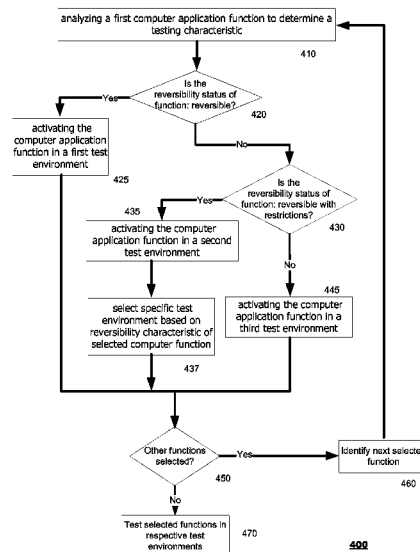 analyzing a first computer application function to determine a
testing characteristic
410
Is the
reversibility status of
function: reversible?
420
Yes
No
activating the
computer application
function in a first test
environment
425
Is the
reversibility status of
function: reversible with
restrictions?
430
Yes
No
435
activating the computer
application function in a second
test environment
select specific test
environment based on
reversibility characteristic of
selected computer function
437
445
activating the computer
application function in a
third test environment
Other functions
selected?
450
Yes
No
Identify next selected
function
460
Test selected functions in
respective test
environments
470
400